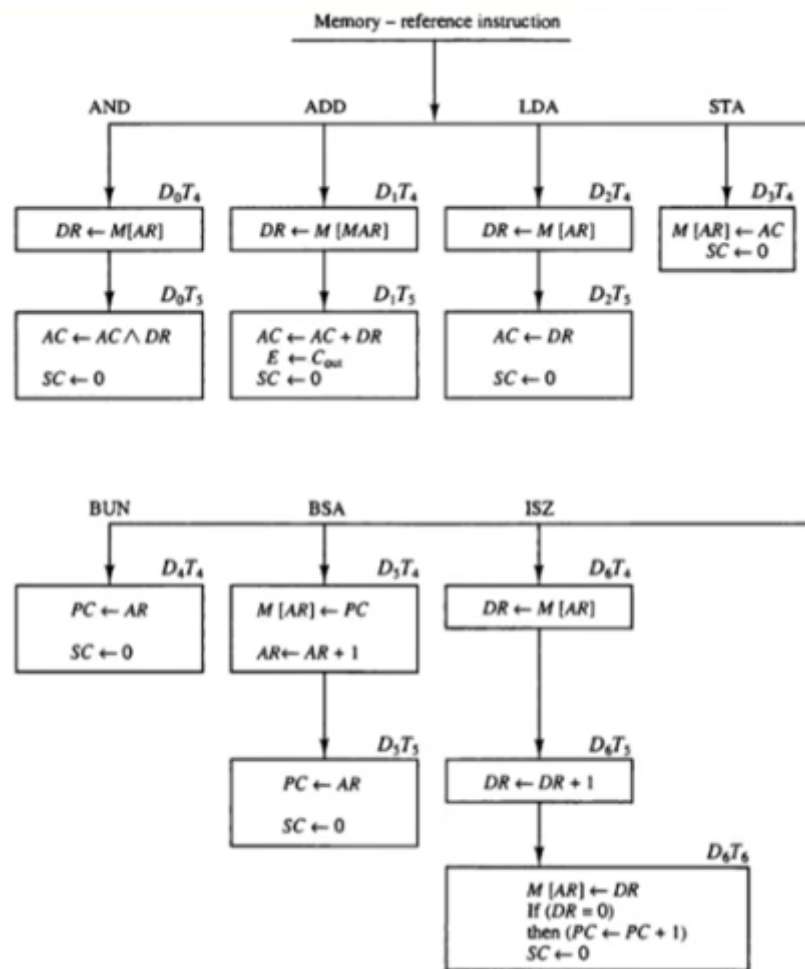 Memory – reference instruction
AND ADD LDA STA
D₀T₄ D₁T₄ D₂T₄ D₃T₄
DR ← M[AR] DR ← M [MAR] DR ← M [AR] M [AR] ← AC
SC ← 0
D₀T₅ D₁T₅ D₂T₅
AC ← AC ∧ DR AC ← AC + DR AC ← DR
E ← Cout
SC ← 0 SC ← 0 SC ← 0
BUN BSA ISZ
D₄T₄ D₅T₄ D₆T₄
PC ← AR M [AR] ← PC DR ← M [AR]
SC ← 0 AR ← AR + 1
D₅T₅ D₆T₅
PC ← AR DR ← DR + 1
SC ← 0
D₆T₆
M [AR] ← DR
If (DR = 0)
then (PC ← PC + 1)
SC ← 0